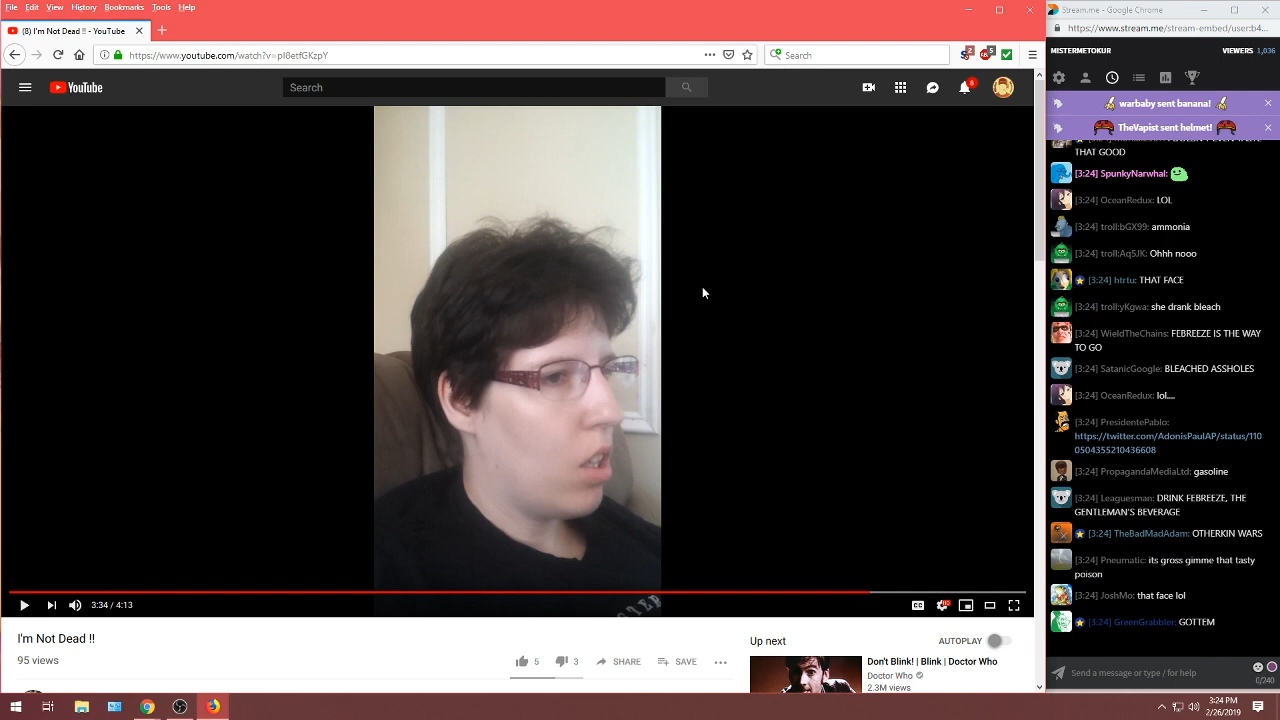 File Edit View History Bookmarks Tools Help
(8) I'm Not Dead !! - YouTube
https://www.youtube.com/watch?v=pI8etfGKzpY
Search
YouTube
Search
8
3:34 / 4:13
I'm Not Dead !!
95 views
5
3
SHARE
SAVE
Up next
AUTOPLAY
Don't Blink! | Blink | Doctor Who
Doctor Who
2.3M views
Stream.me - Google Chrome
https://www.stream.me/stream-embed/user:b4...
MISTERMETOKUR
VIEWERS 1,036
warbaby sent banana!
TheVapist sent helmet!
THAT GOOD
[3:24] SpunkyNarwhal:
[3:24] OceanRedux: LOL
[3:24] troll:bGX99: ammonia
[3:24] troll:Aq5JK: Ohhh nooo
[3:24] htrtu: THAT FACE
[3:24] troll:yKgwa: she drank bleach
[3:24] WieldTheChains: FEBREEZE IS THE WAY
TO GO
[3:24] SatanicGoogle: BLEACHED ASSHOLES
[3:24] OceanRedux: lol....
[3:24] PresidentePablo:
https://twitter.com/AdonisPaulAP/status/110
0504355210436608
[3:24] PropagandaMediaLtd: gasoline
[3:24] Leaguesman: DRINK FEBREEZE, THE
GENTLEMAN'S BEVERAGE
[3:24] TheBadMadAdam: OTHERKIN WARS
[3:24] Pneumatic: its gross gimme that tasty
poison
[3:24] JoshMo: that face lol
[3:24] GreenGrabbler: GOTTEM
Send a message or type / for help
0/240
3:24 PM
2/26/2019